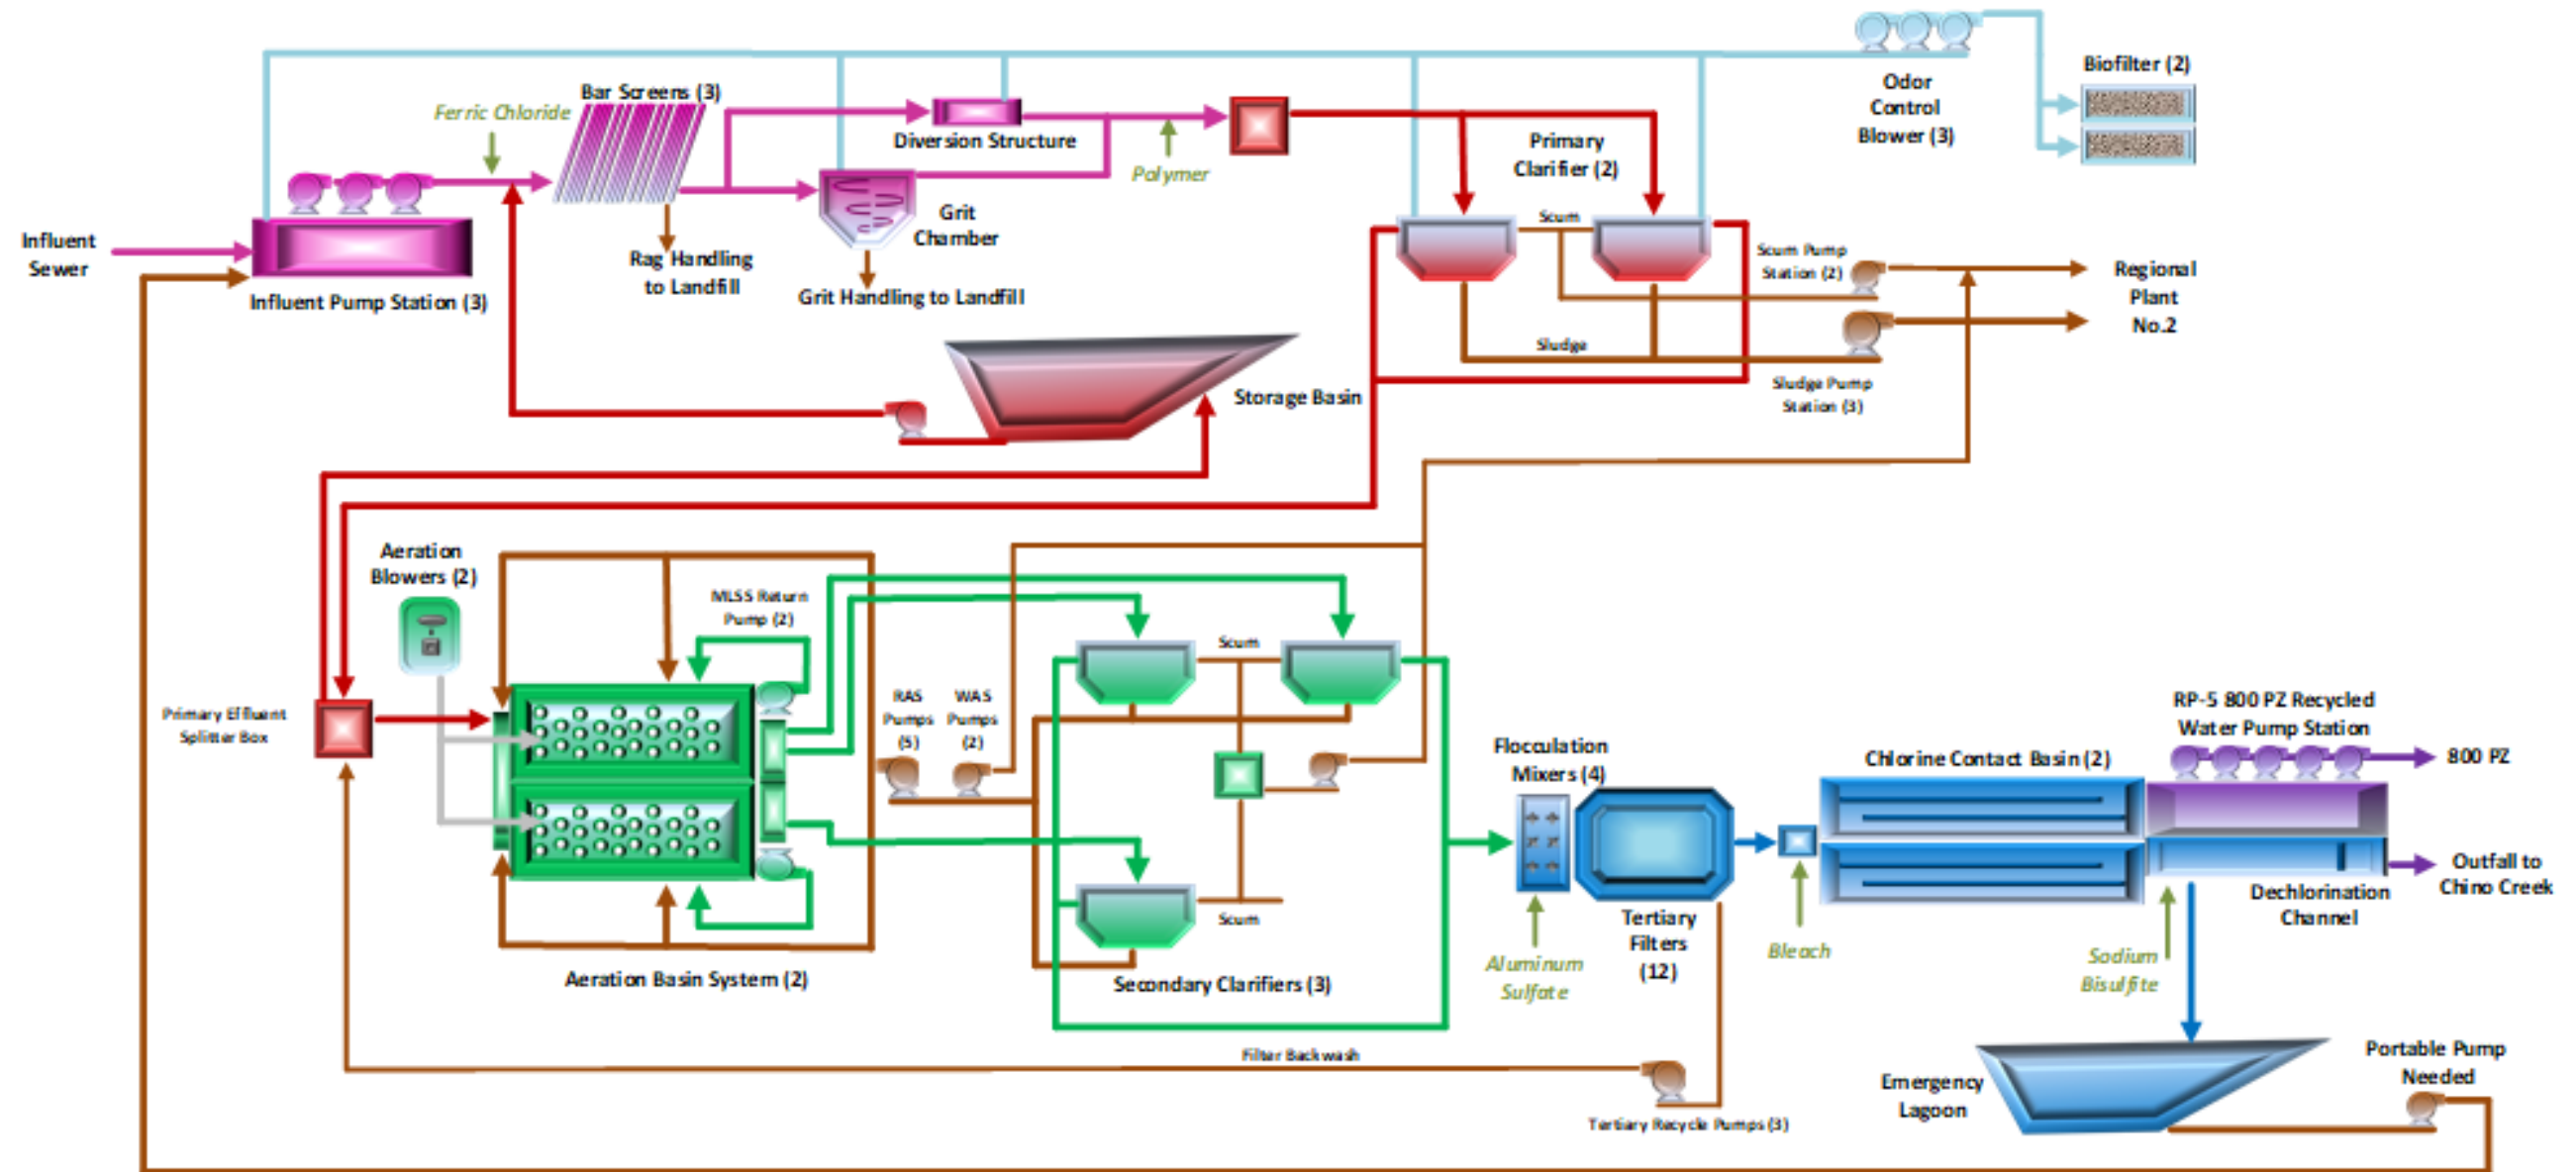 Odor
Control
Blower (3)
Biofilter (2)
Bar Screens (3)
Ferric Chloride
Diversion Structure
Polymer
Primary
Clarifier (2)
Influent
Sewer
Influent Pump Station (3)
Rag Handling
to Landfill
Grit
Chamber
Grit Handling to Landfill
Scum
Scum Pump
Station (2)
Regional
Plant
No.2
Sludge
Sludge Pump
Station (3)
Storage Basin
Aeration
Blowers (2)
MLSS Return
Pump (2)
Primary Effluent
Splitter Box
RAS
Pumps
(5)
WAS
Pumps
(2)
Scum
Scum
Aeration Basin System (2)
Secondary Clarifiers (3)
Flocculation
Mixers (4)
Aluminum
Sulfate
Tertiary
Filters
(12)
Bleach
Chlorine Contact Basin (2)
RP-5 800 PZ Recycled
Water Pump Station
800 PZ
Outfall to
Chino Creek
Dechlorination
Channel
Sodium
Bisulfite
Filter Backwash
Tertiary Recycle Pumps (3)
Emergency
Lagoon
Portable Pump
Needed